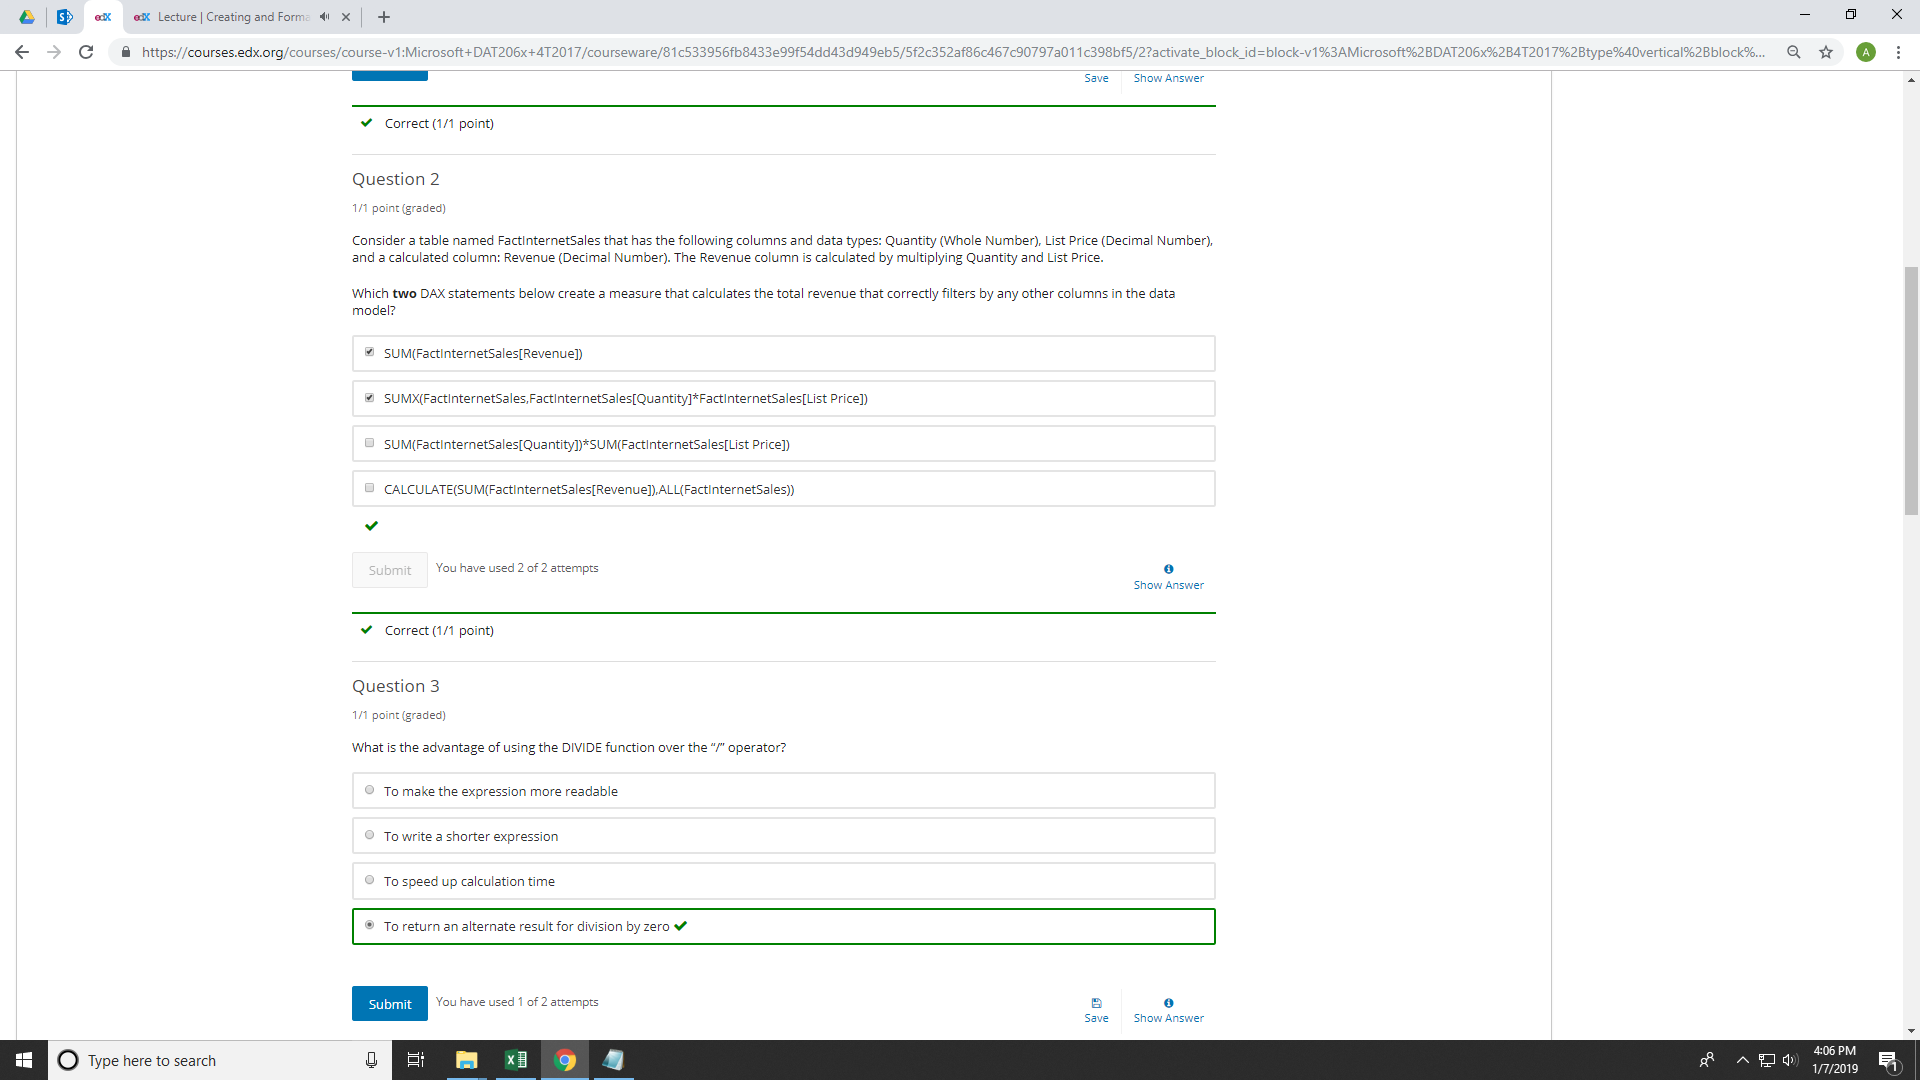 Lecture | Creating and Forma
https://courses.edx.org/courses/course-v1:Microsoft+DAT206x+4T2017/courseware/81c533956fb8433e99f54dd43d949eb5/5f2c352af86c467c90797a011c398bf5/2?activate_block_id=block-v1%3AMicrosoft%2BDAT206x%2B4T2017%2Btype%40vertical%2Bblock%...
A
Save
Show Answer
Correct (1/1 point)
Question 2
1/1 point (graded)
Consider a table named FactInternetSales that has the following columns and data types: Quantity (Whole Number), List Price (Decimal Number),
and a calculated column: Revenue (Decimal Number). The Revenue column is calculated by multiplying Quantity and List Price.
Which two DAX statements below create a measure that calculates the total revenue that correctly filters by any other columns in the data
model?
SUM(FactInternetSales[Revenue])
SUMX(FactInternetSales,FactInternetSales[Quantity]*FactInternetSales[List Price])
SUM(FactInternetSales[Quantity])*SUM(FactInternetSales[List Price])
CALCULATE(SUM(FactInternetSales[Revenue]),ALL(FactInternetSales))
Submit
You have used 2 of 2 attempts
Show Answer
Correct (1/1 point)
Question 3
1/1 point (graded)
What is the advantage of using the DIVIDE function over the “/” operator?
To make the expression more readable
To write a shorter expression
To speed up calculation time
To return an alternate result for division by zero
Submit
You have used 1 of 2 attempts
Save
Show Answer
Type here to search
4:06 PM
1/7/2019
1